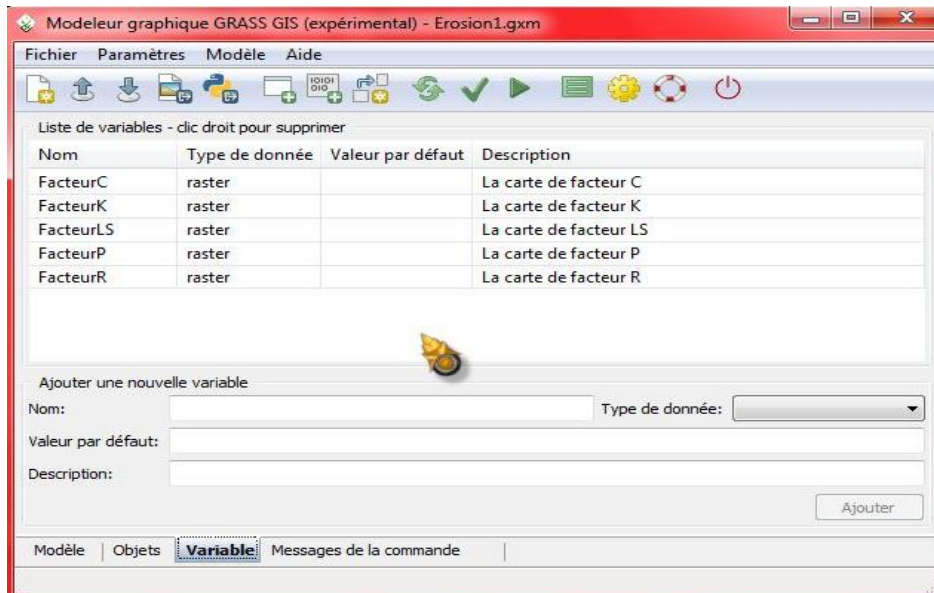 Modeleur graphique GRASS GIS (expérimental) - Erosion1.gxm
Fichier Paramètres Modèle Aide
Liste de variables - clic droit pour supprimer
Nom Type de donnée Valeur par défaut Description
FacteurC raster La carte de facteur C
FacteurK raster La carte de facteur K
FacteurLS raster La carte de facteur LS
FacteurP raster La carte de facteur P
FacteurR raster La carte de facteur R
Ajouter une nouvelle variable
Nom: Type de donnée:
Valeur par défaut:
Description:
Ajouter
Modèle Objets Variable Messages de la commande